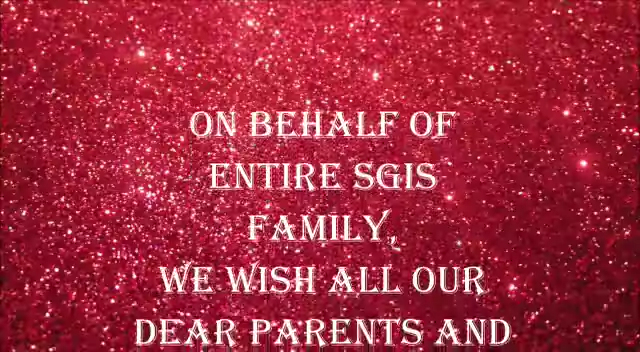 ON BEHALF OF
ENTIRE SGIS
FAMILY,
WE WISH ALL OUR
DEAR PARENTS AND